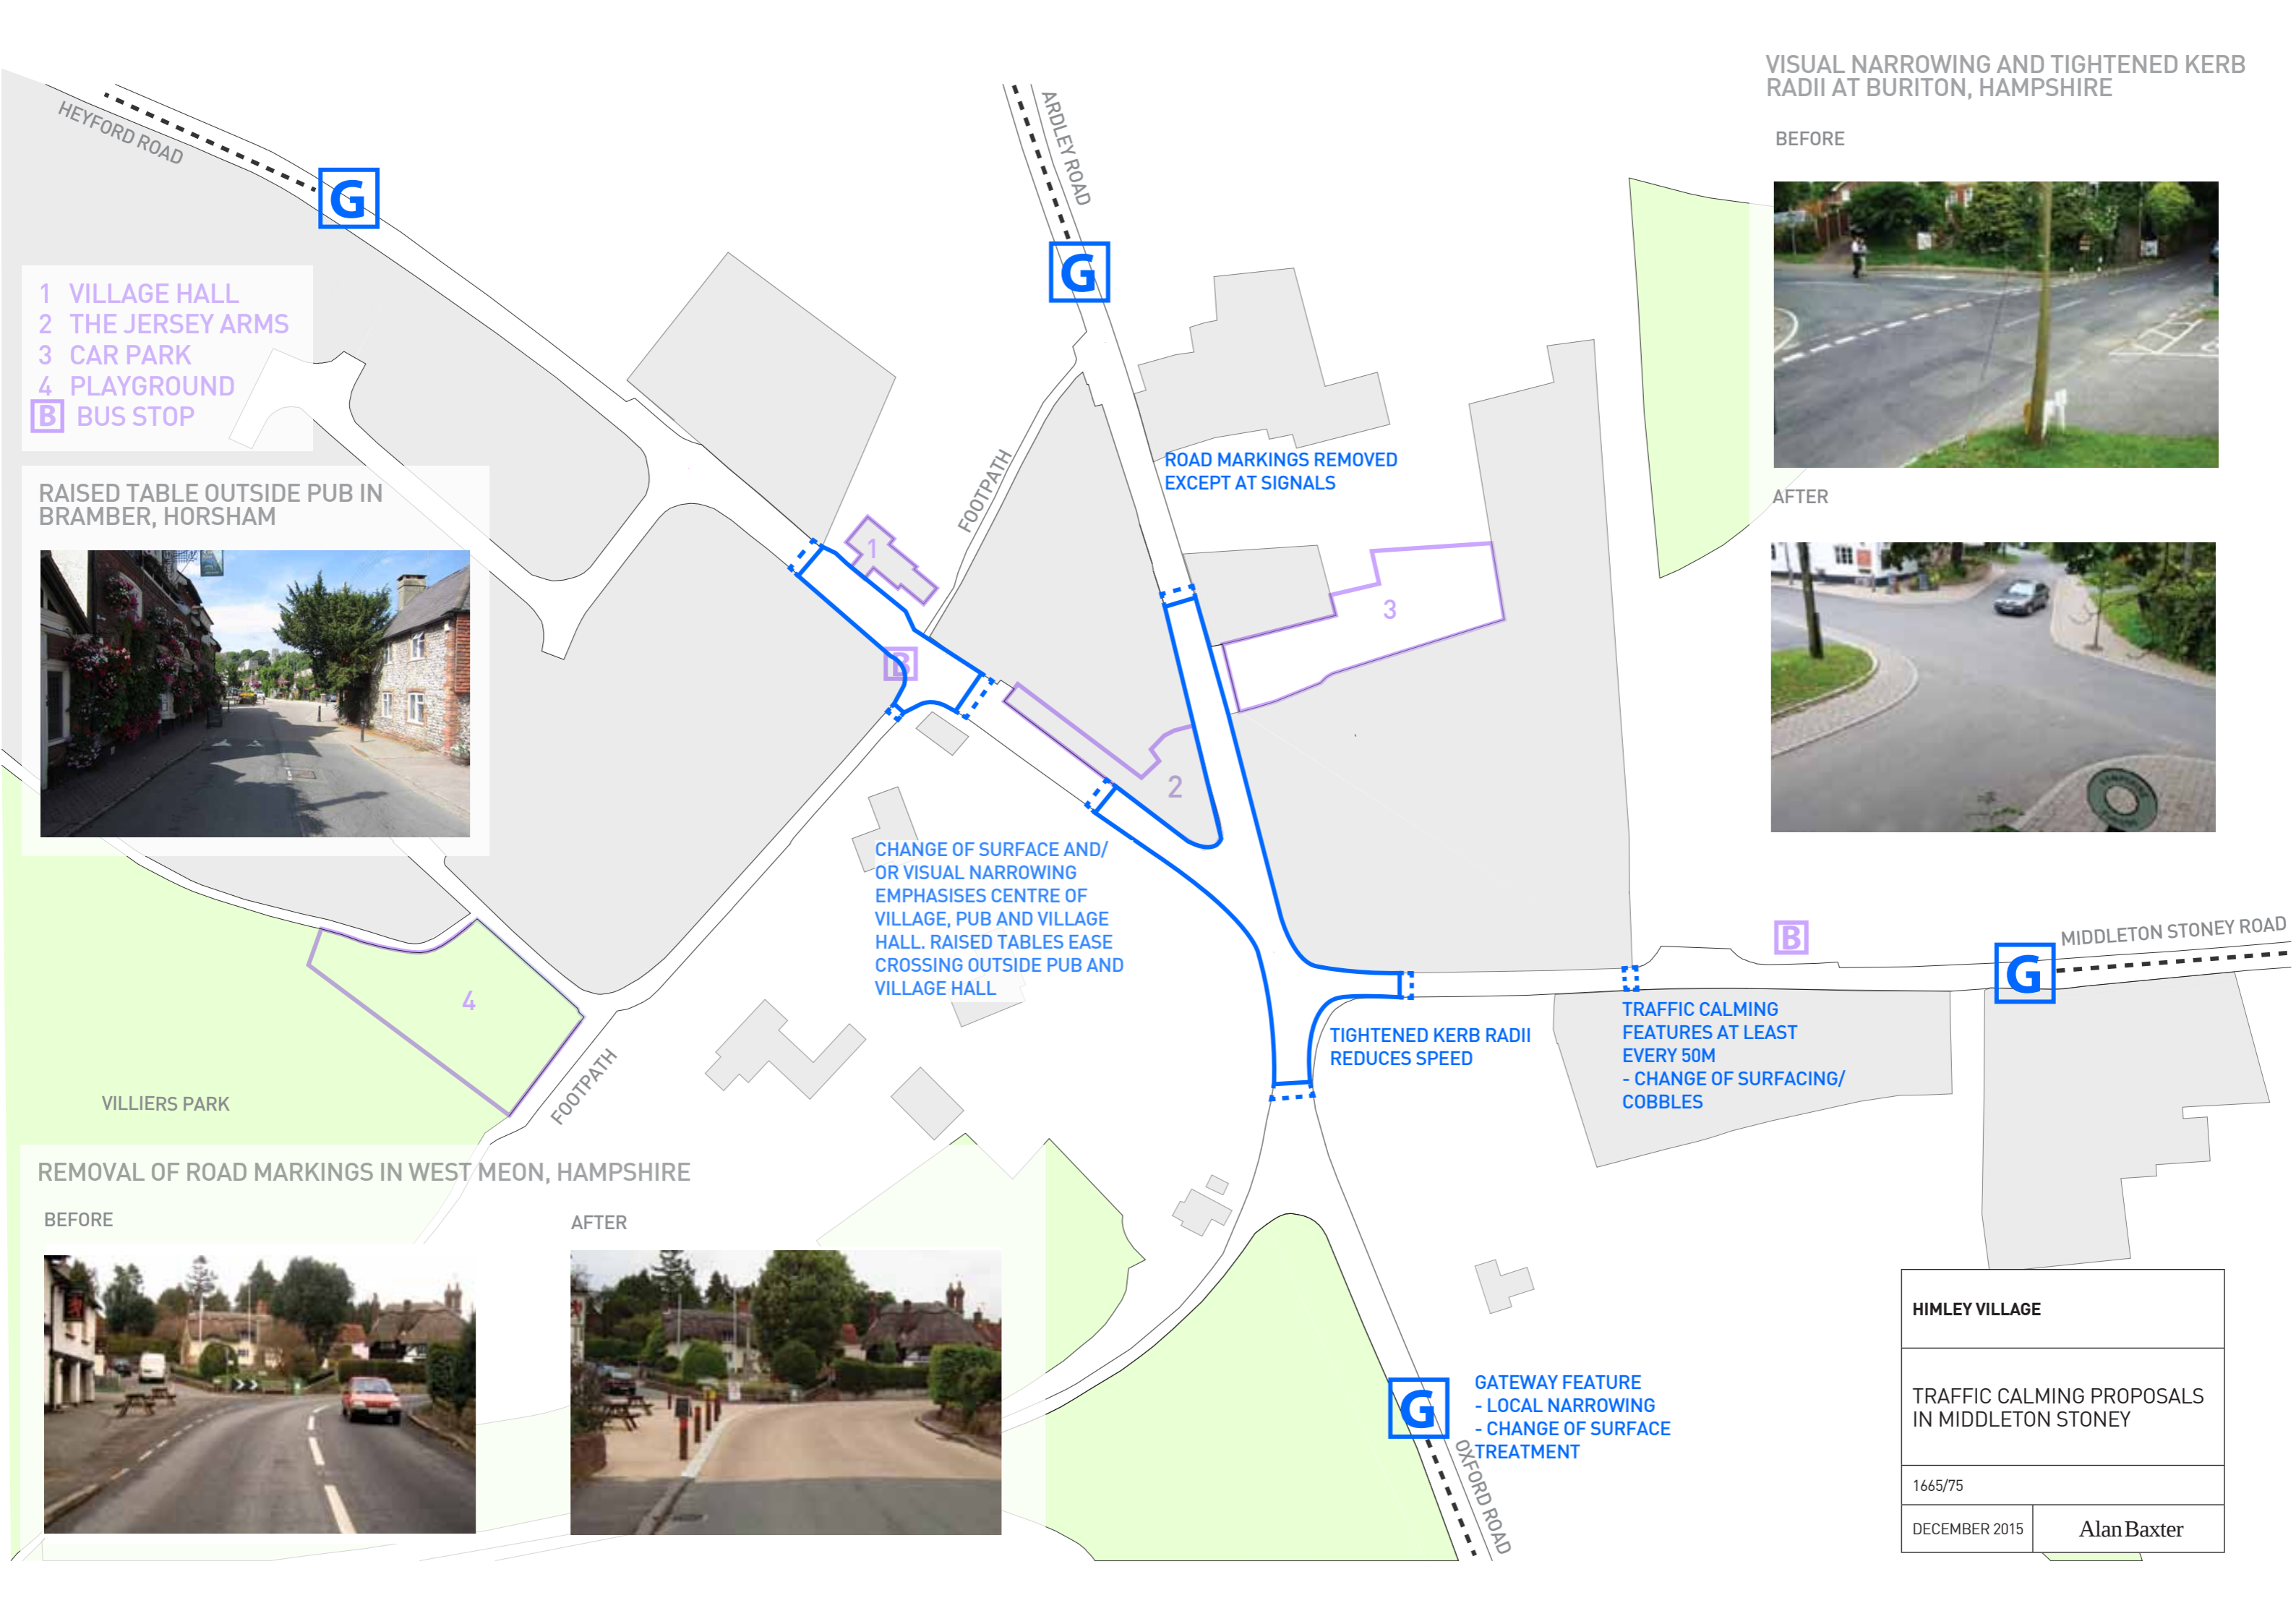 VISUAL NARROWING AND TIGHTENED KERB
RADII AT BURITON, HAMPSHIRE
BEFORE
AFTER
HEYFORD ROAD
G
ARDLEY ROAD
G
1 VILLAGE HALL
2 THE JERSEY ARMS
3 CAR PARK
4 PLAYGROUND
B BUS STOP
RAISED TABLE OUTSIDE PUB IN
BRAMBER, HORSHAM
FOOTPATH
ROAD MARKINGS REMOVED
EXCEPT AT SIGNALS
1
3
B
2
CHANGE OF SURFACE AND/
OR VISUAL NARROWING
EMPHASISES CENTRE OF
VILLAGE, PUB AND VILLAGE
HALL. RAISED TABLES EASE
CROSSING OUTSIDE PUB AND
VILLAGE HALL
B
MIDDLETON STONEY ROAD
G
4
TIGHTENED KERB RADII
REDUCES SPEED
TRAFFIC CALMING
FEATURES AT LEAST
EVERY 50M
- CHANGE OF SURFACING/
COBBLES
VILLIERS PARK
FOOTPATH
REMOVAL OF ROAD MARKINGS IN WEST MEON, HAMPSHIRE
BEFORE
AFTER
G
GATEWAY FEATURE
- LOCAL NARROWING
- CHANGE OF SURFACE
TREATMENT
OXFORD ROAD
HIMLEY VILLAGE
TRAFFIC CALMING PROPOSALS
IN MIDDLETON STONEY
1665/75
DECEMBER 2015
Alan Baxter